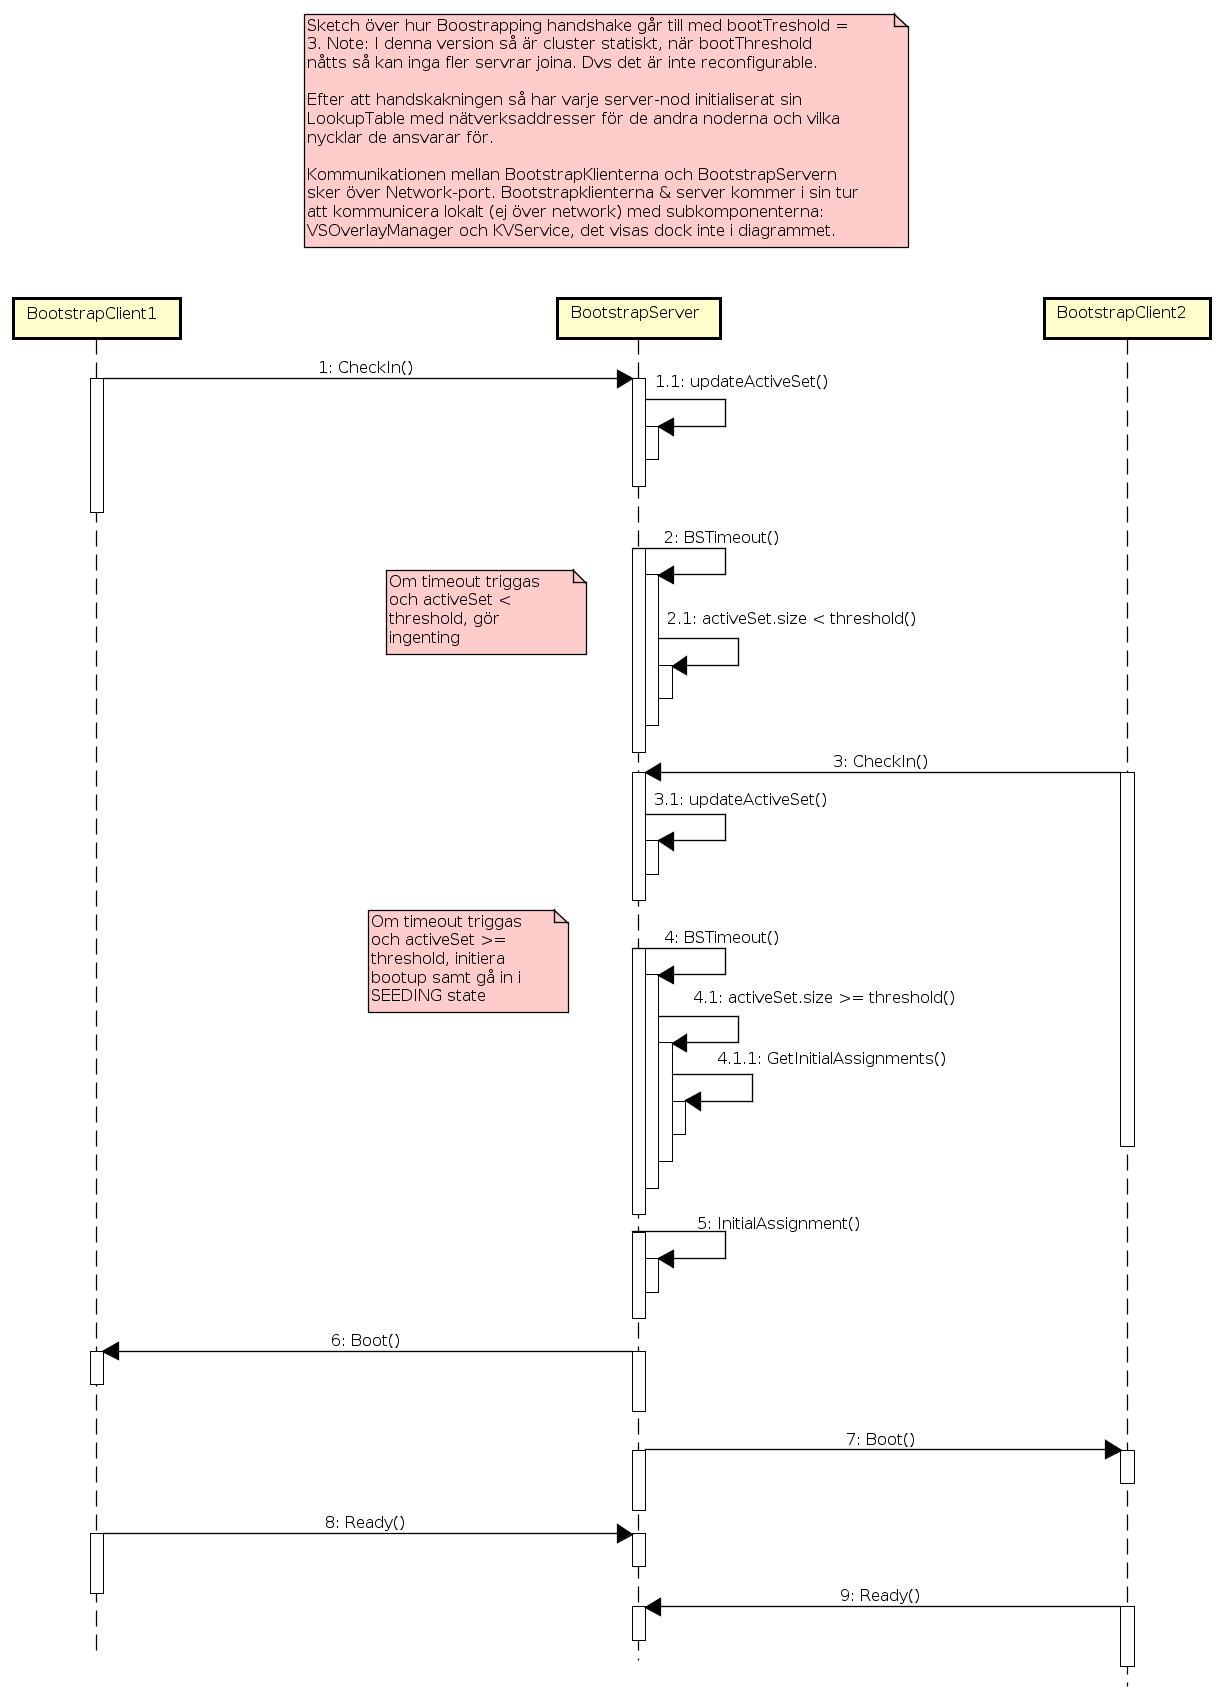 Sketch över hur Boostrapping handshake går till med bootTreshold =
3. Note: I denna version så är cluster statiskt, när bootThreshold
nåtts så kan inga fler servrar joina. Dvs det är inte reconfigurable.
Efter att handskakningen så har varje server-nod initialiserat sin
LookupTable med nätverksaddresser för de andra noderna och vilka
nycklar de ansvarar för.
Kommunikationen mellan BootstrapKlienterna och BootstrapServern
sker över Network-port. Bootstrapklienterna & server kommer i sin tur
att kommunicera lokalt (ej över network) med subkomponenterna:
VSOverlayManager och KVService, det visas dock inte i diagrammet.
BootstrapClient1
BootstrapServer
BootstrapClient2
1: CheckIn()
1.1: updateActiveSet()
2: BSTimeout()
Om timeout triggas
och activeSet <
threshold, gör
ingenting
2.1: activeSet.size < threshold()
3: CheckIn()
3.1: updateActiveSet()
Om timeout triggas
och activeSet >=
threshold, initiera
bootup samt gå in i
SEEDING state
4: BSTimeout()
4.1: activeSet.size >= threshold()
4.1.1: GetInitialAssignments()
5: InitialAssignment()
6: Boot()
7: Boot()
8: Ready()
9: Ready()